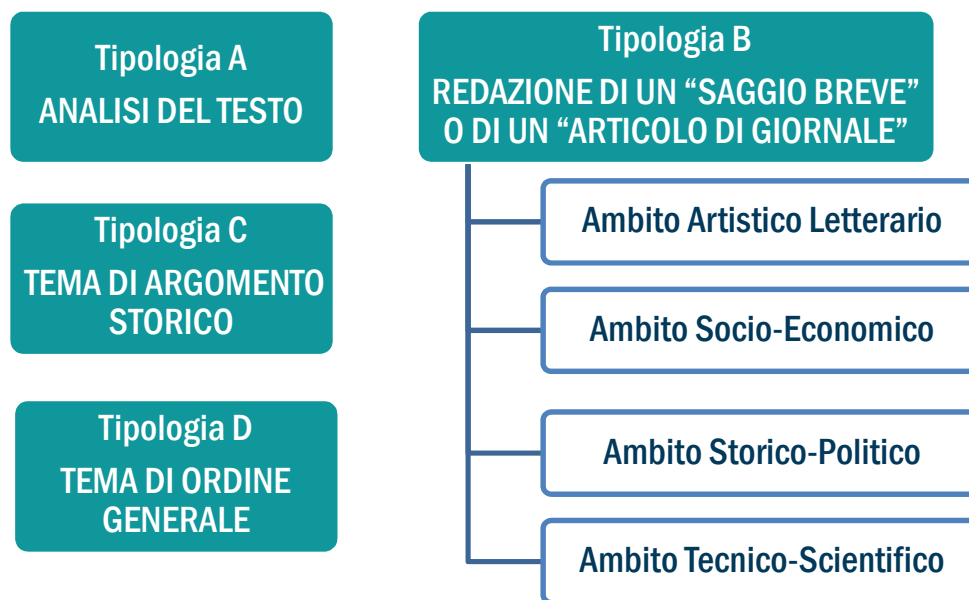 Tipologia A
ANALISI DEL TESTO
Tipologia B
REDAZIONE DI UN “SAGGIO BREVE”
O DI UN “ARTICOLO DI GIORNALE”
Ambito Artistico Letterario
Ambito Socio-Economico
Ambito Storico-Politico
Ambito Tecnico-Scientifico
Tipologia C
TEMA DI ARGOMENTO
STORICO
Tipologia D
TEMA DI ORDINE
GENERALE